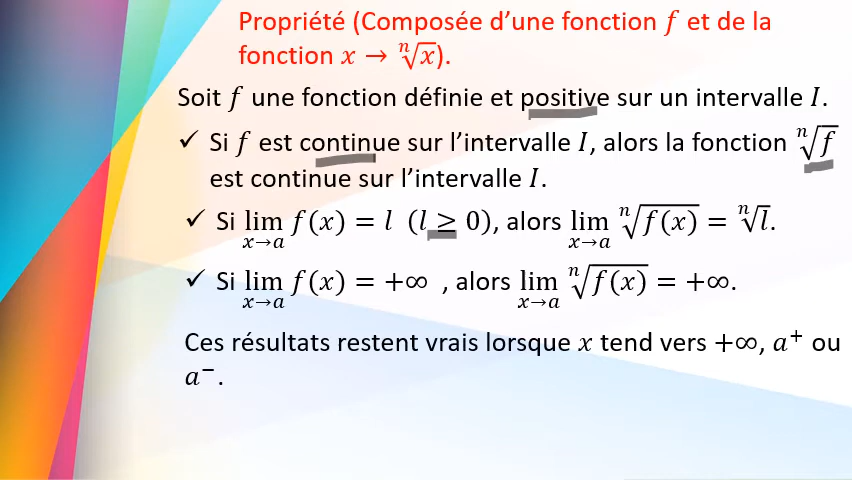 Propriété (Composée d’une fonction f et de la
fonction x → ⁿ√x).
Soit f une fonction définie et positive sur un intervalle I.
✓ Si f est continue sur l’intervalle I, alors la fonction ⁿ√f
est continue sur l’intervalle I.
✓ Si lim x→a f(x) = l (l ≥ 0), alors lim x→a ⁿ√f(x) = ⁿ√l.
✓ Si lim x→a f(x) = +∞ , alors lim x→a ⁿ√f(x) = +∞.
Ces résultats restent vrais lorsque x tend vers +∞, a⁺ ou
a⁻.